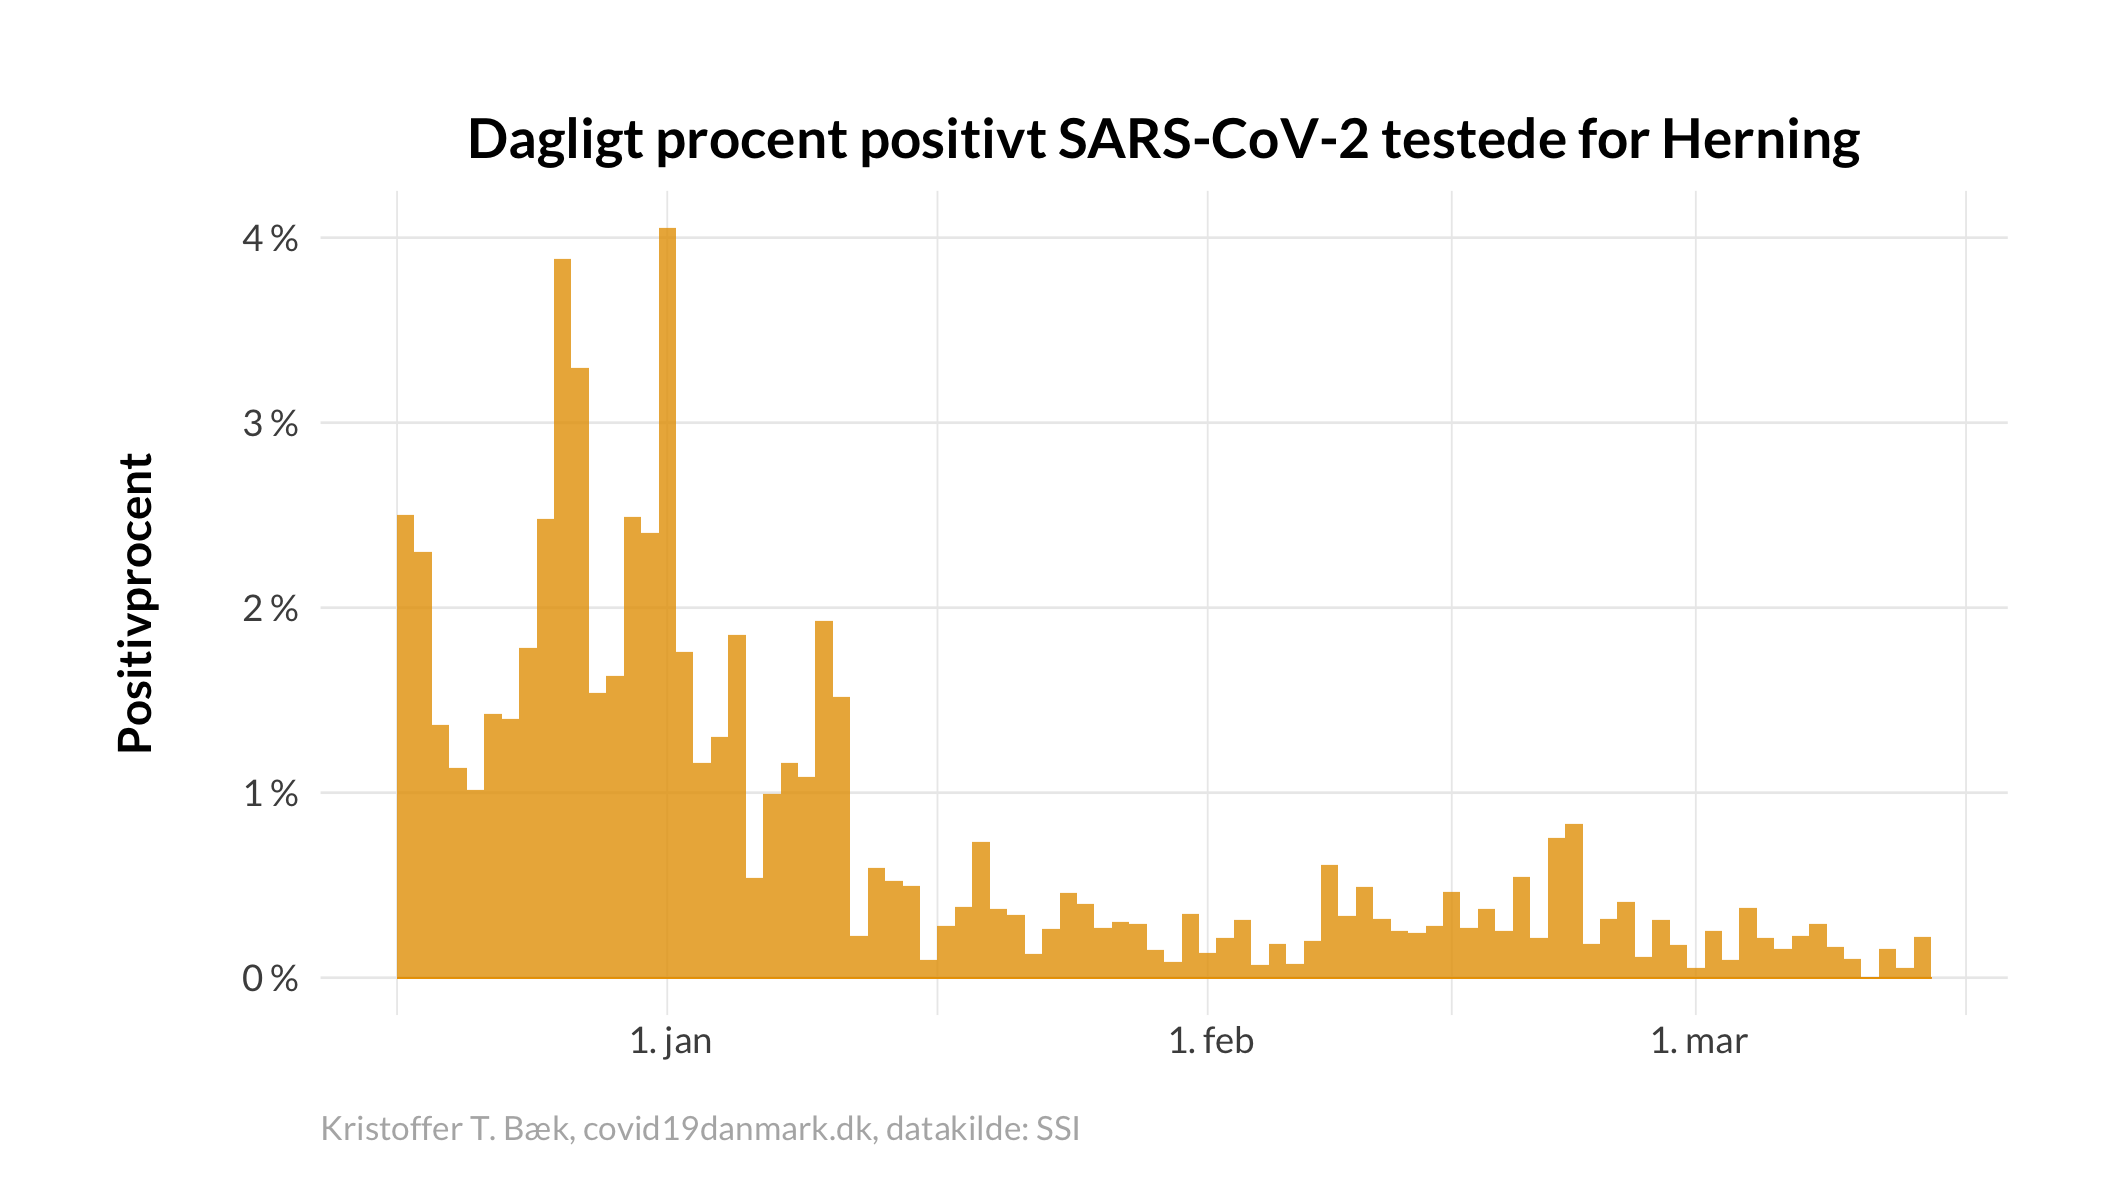 Dagligt procent positivt SARS-CoV-2 testede for Herning
Positivprocent
4 %
3 %
2 %
1 %
0 %
1. jan
1. feb
1. mar
Kristoffer T. Bæk, covid19danmark.dk, datakilde: SSI